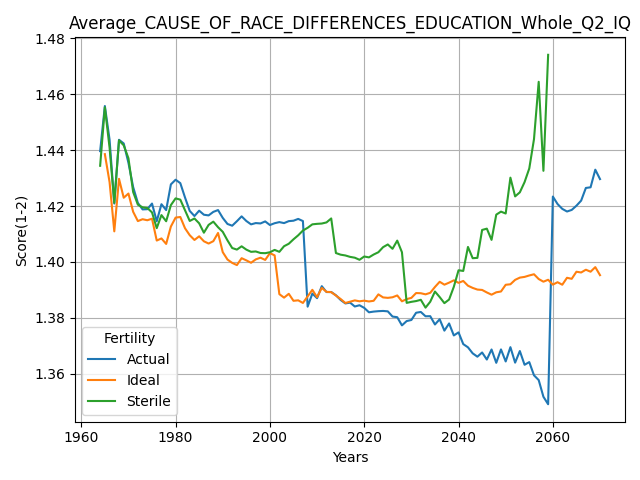 Average_CAUSE_OF_RACE_DIFFERENCES_EDUCATION_Whole_Q2_IQ
1.48
1.46
1.44
1.42
1.40
1.38
1.36
Score(1-2)
Fertility
Actual
Ideal
Sterile
1960 1980 2000 2020 2040 2060
Years